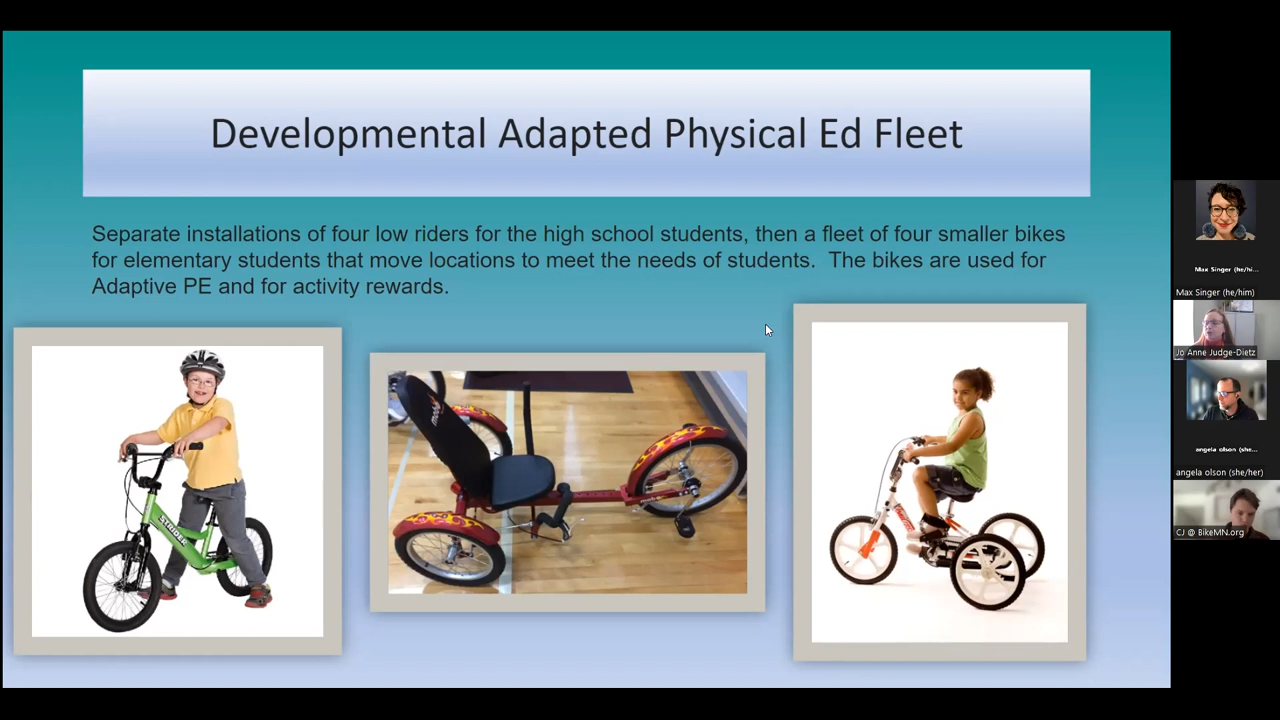 Developmental Adapted Physical Ed Fleet
Separate installations of four low riders for the high school students, then a fleet of four smaller bikes
for elementary students that move locations to meet the needs of students.  The bikes are used for
Adaptive PE and for activity rewards.
STRIDER
Max Singer (he/hi...
Max Singer (he/him)
Jo Anne Judge-Dietz
angela olson (she...
angela olson (she/her)
CJ @ BikeMN.org